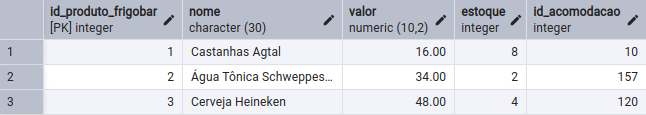 id_produto_frigobar nome valor estoque id_acomodacao
[PK] integer character (30) numeric (10,2) integer integer
1 1 Castanhas Agtal 16.00 8 10
2 2 Água Tônica Schweppes… 34.00 2 157
3 3 Cerveja Heineken 48.00 4 120